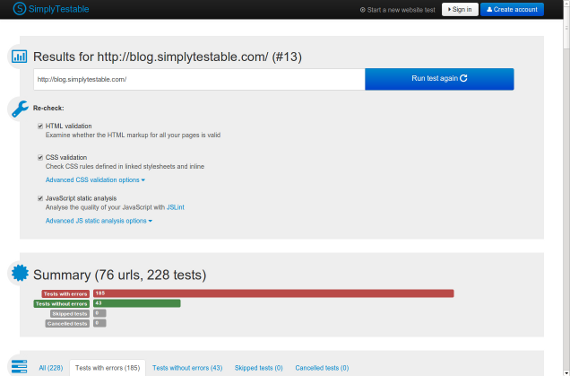 SimplyTestable
Start a new website test
Sign in
Create account
Results for http://blog.simplytestable.com/ (#13)
http://blog.simplytestable.com/
Run test again
Re-check:
HTML validation
Examine whether the HTML markup for all your pages is valid
CSS validation
Check CSS rules defined in linked stylesheets and inline
Advanced CSS validation options
JavaScript static analysis
Analyse the quality of your JavaScript with JSLint
Advanced JS static analysis options
Summary (76 urls, 228 tests)
Tests with errors 185
Tests without errors 43
Skipped tests 0
Cancelled tests 0
All (228)
Tests with errors (185)
Tests without errors (43)
Skipped tests (0)
Cancelled tests (0)